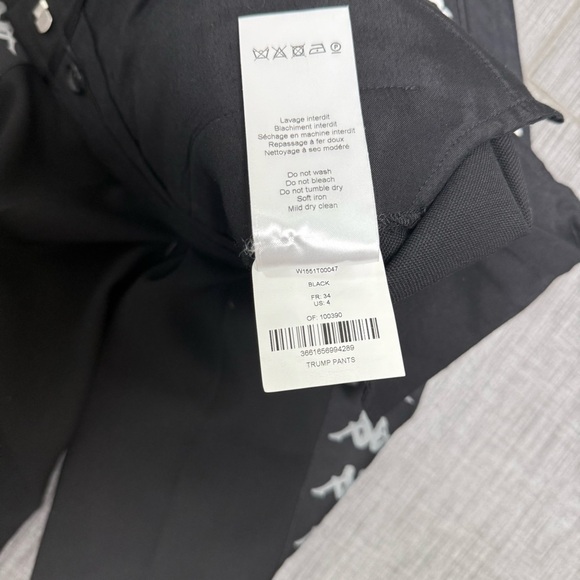 Lavage interdit
Blachiment interdit
Séchage en machine interdit
Repassage à fer doux
Nettoyage à sec modéré.
Do not wash
Do not bleach
Do not tumble dry
Soft iron
Mild dry clean
W1651T00047
BLACK
FR: 34
US: 4
OF: 100390
3661656994289
TRUMP PANTS